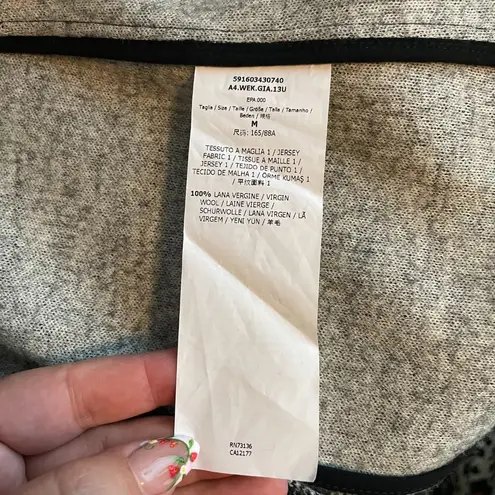 591603430740
A4.WEK.GIA.13U
EPA 000
Taglia / Size / Taille / Größe / Talla / Tamanho /
Beden / 规格
M
尺码: 165/88A
TESSUTO A MAGLIA 1 / JERSEY
FABRIC 1 / TISSUE A MAILLE 1 /
JERSEY 1 / TEJIDO DE PUNTO 1 /
TECIDO DE MALHA 1 / ORME KUMAŞ 1
/ 平纹面料 1
100% LANA VERGINE / VIRGIN
WOOL / LAINE VIERGE /
SCHURWOLLE / LANA VIRGEN / LÃ
VIRGEM / YENI YÜN / 羊毛
RN73136
CA12177